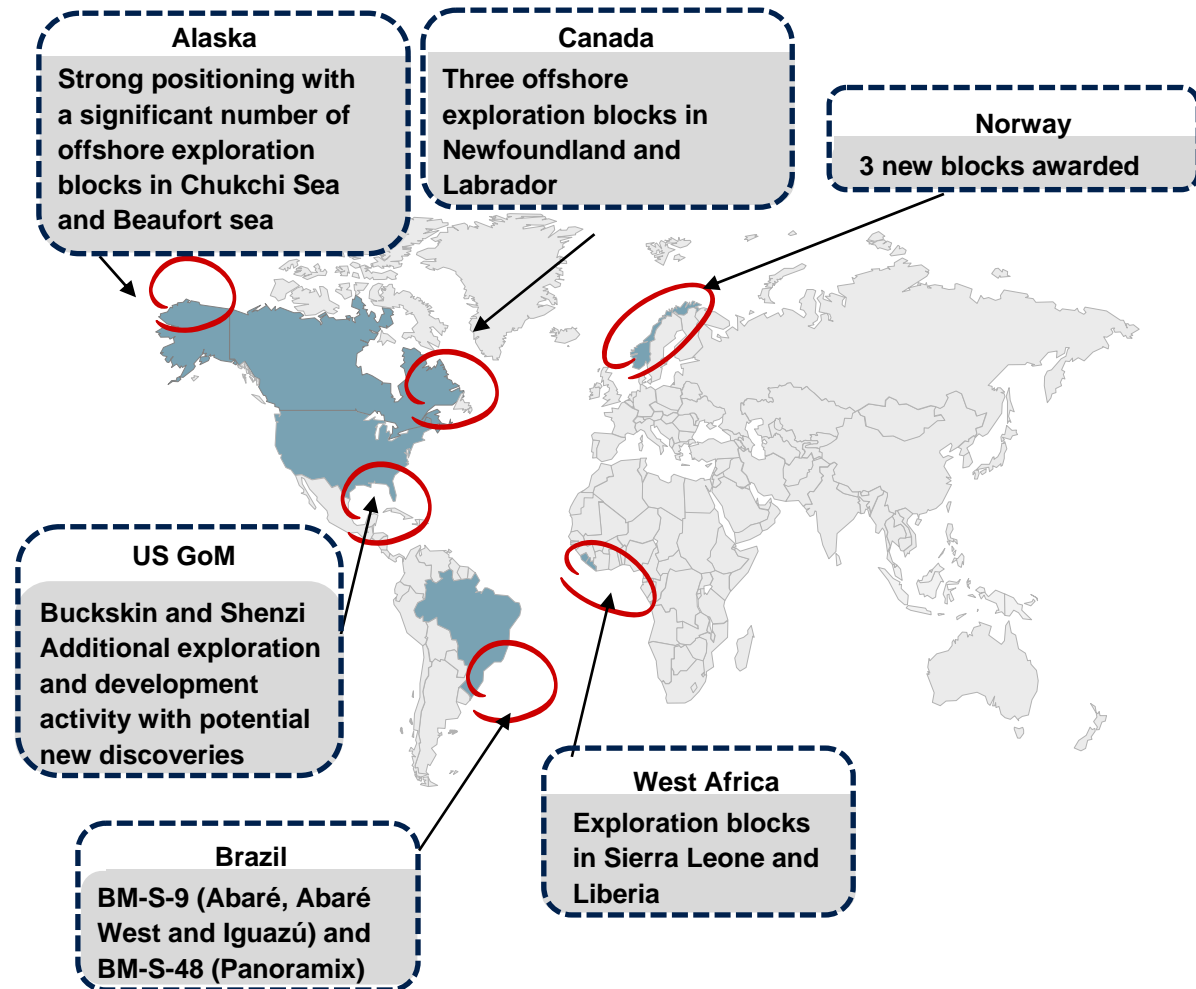 Alaska
Strong positioning with
a significant number of
offshore exploration
blocks in Chukchi Sea
and Beaufort sea
Canada
Three offshore
exploration blocks in
Newfoundland and
Labrador
Norway
3 new blocks awarded
US GoM
Buckskin and Shenzi
Additional exploration
and development
activity with potential
new discoveries
West Africa
Exploration blocks
in Sierra Leone and
Liberia
Brazil
BM-S-9 (Abaré, Abaré
West and Iguazú) and
BM-S-48 (Panoramix)